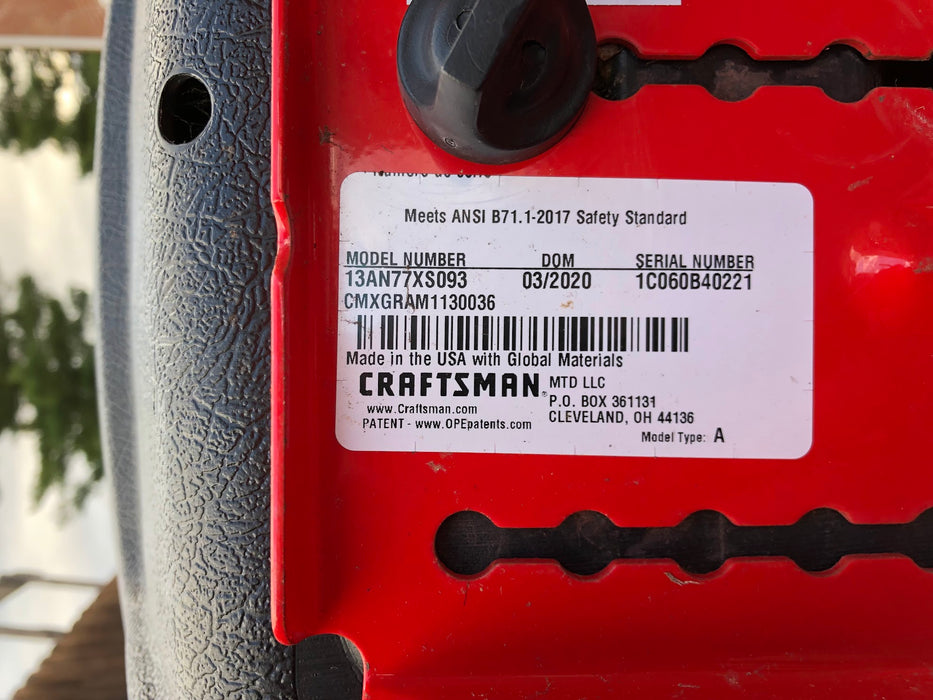 Meets ANSI B71.1-2017 Safety Standard
MODEL NUMBER DOM SERIAL NUMBER
13AN77XS093 03/2020 1C060B40221
CMXGRAM1130036
Made in the USA with Global Materials
CRAFTSMAN® MTD LLC
www.Craftsman.com P.O. BOX 361131
PATENT - www.OPEpatents.com CLEVELAND, OH 44136
Model Type: A